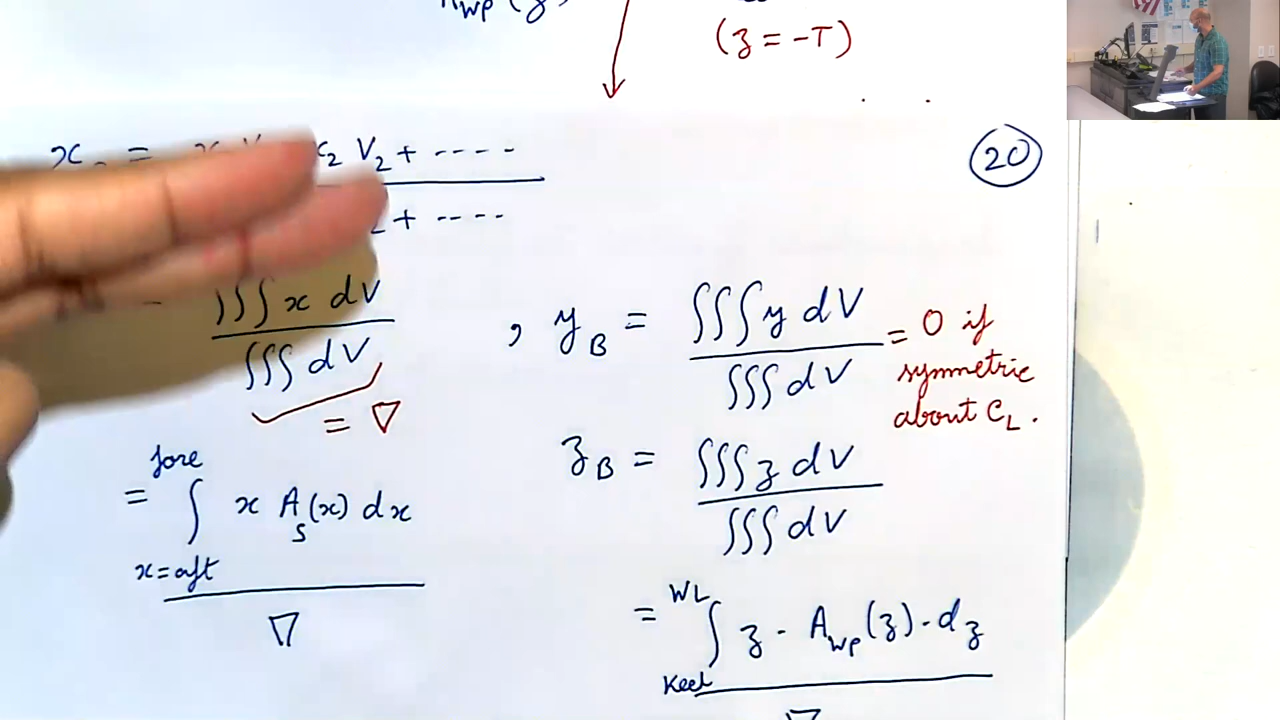 (z = -T)
20
V₂ + ----
+ ----
∫∫∫ x dV
∫∫∫ dV
= ∇
, y_B = ∫∫∫ y dV
∫∫∫ dV
= 0 if
symmetric
about C_L.
fore
= ∫ x A_s(x) dx
x=aft
∇
z_B = ∫∫∫ z dV
∫∫∫ dV
WL
= ∫ z · A_wp(z) · dz
Keel